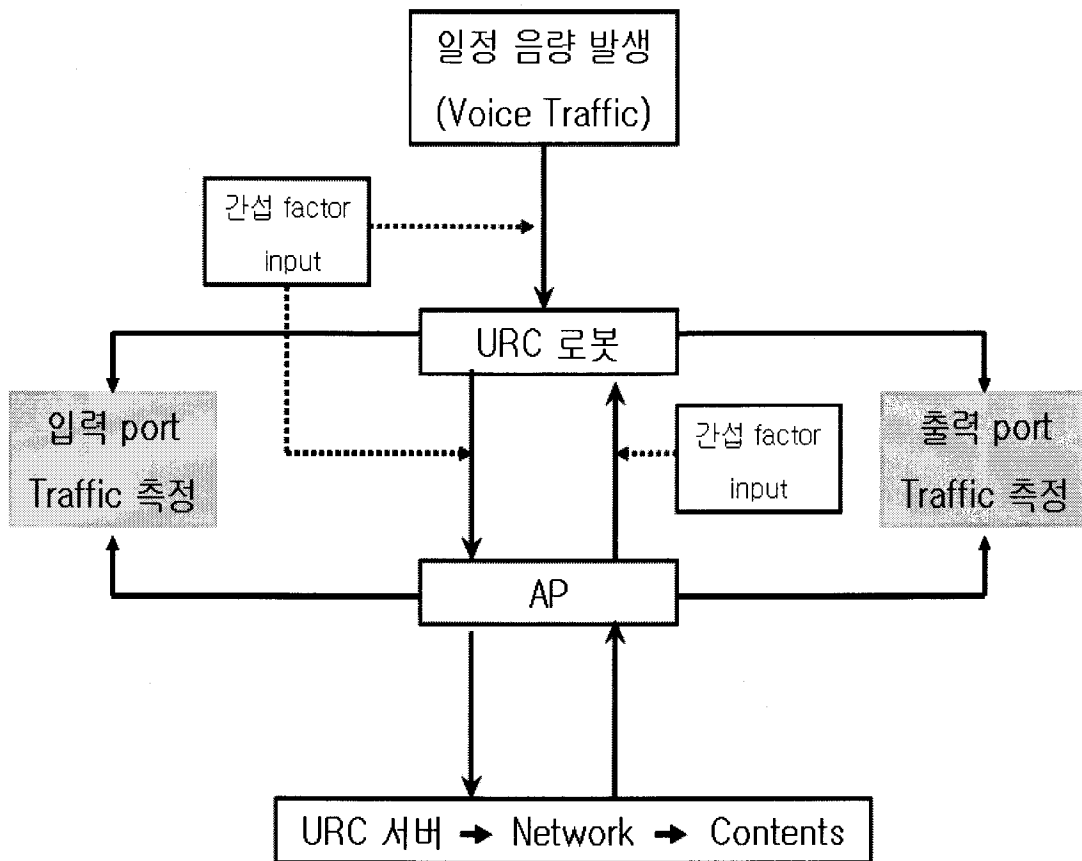 일정 음량 발생
(Voice Traffic)
간섭 factor
input
URC 로봇
입력 port
Traffic 측정
간섭 factor
input
출력 port
Traffic 측정
AP
URC 서버 → Network → Contents